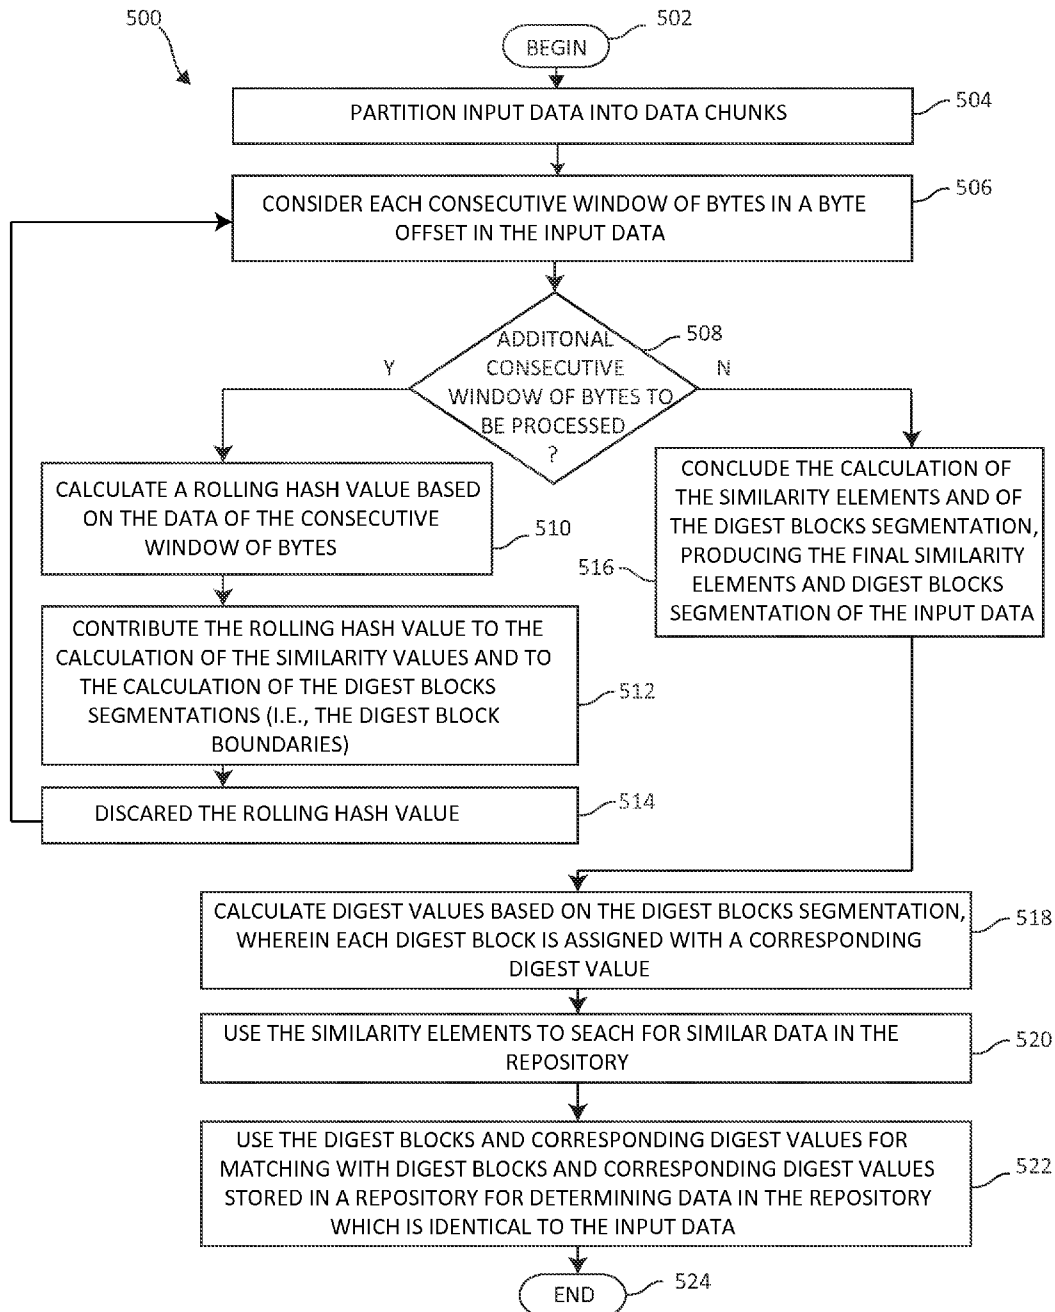 500
502
BEGIN
PARTITION INPUT DATA INTO DATA CHUNKS
504
506
CONSIDER EACH CONSECUTIVE WINDOW OF BYTES IN A BYTE
OFFSET IN THE INPUT DATA
508
ADDITONAL
CONSECUTIVE
WINDOW OF BYTES TO
BE PROCESSED
?
Y
N
CALCULATE A ROLLING HASH VALUE BASED
ON THE DATA OF THE CONSECUTIVE
WINDOW OF BYTES
510
CONCLUDE THE CALCULATION OF
THE SIMILARITY ELEMENTS AND OF
THE DIGEST BLOCKS SEGMENTATION,
PRODUCING THE FINAL SIMILARITY
ELEMENTS AND DIGEST BLOCKS
SEGMENTATION OF THE INPUT DATA
516
CONTRIBUTE THE ROLLING HASH VALUE TO THE
CALCULATION OF THE SIMILARITY VALUES AND TO
THE CALCULATION OF THE DIGEST BLOCKS
SEGMENTATIONS (I.E., THE DIGEST BLOCK
BOUNDARIES)
512
DISCARED THE ROLLING HASH VALUE
514
CALCULATE DIGEST VALUES BASED ON THE DIGEST BLOCKS SEGMENTATION,
WHEREIN EACH DIGEST BLOCK IS ASSIGNED WITH A CORRESPONDING
DIGEST VALUE
518
USE THE SIMILARITY ELEMENTS TO SEACH FOR SIMILAR DATA IN THE
REPOSITORY
520
USE THE DIGEST BLOCKS AND CORRESPONDING DIGEST VALUES FOR
MATCHING WITH DIGEST BLOCKS AND CORRESPONDING DIGEST VALUES
STORED IN A REPOSITORY FOR DETERMINING DATA IN THE REPOSITORY
WHICH IS IDENTICAL TO THE INPUT DATA
522
END
524